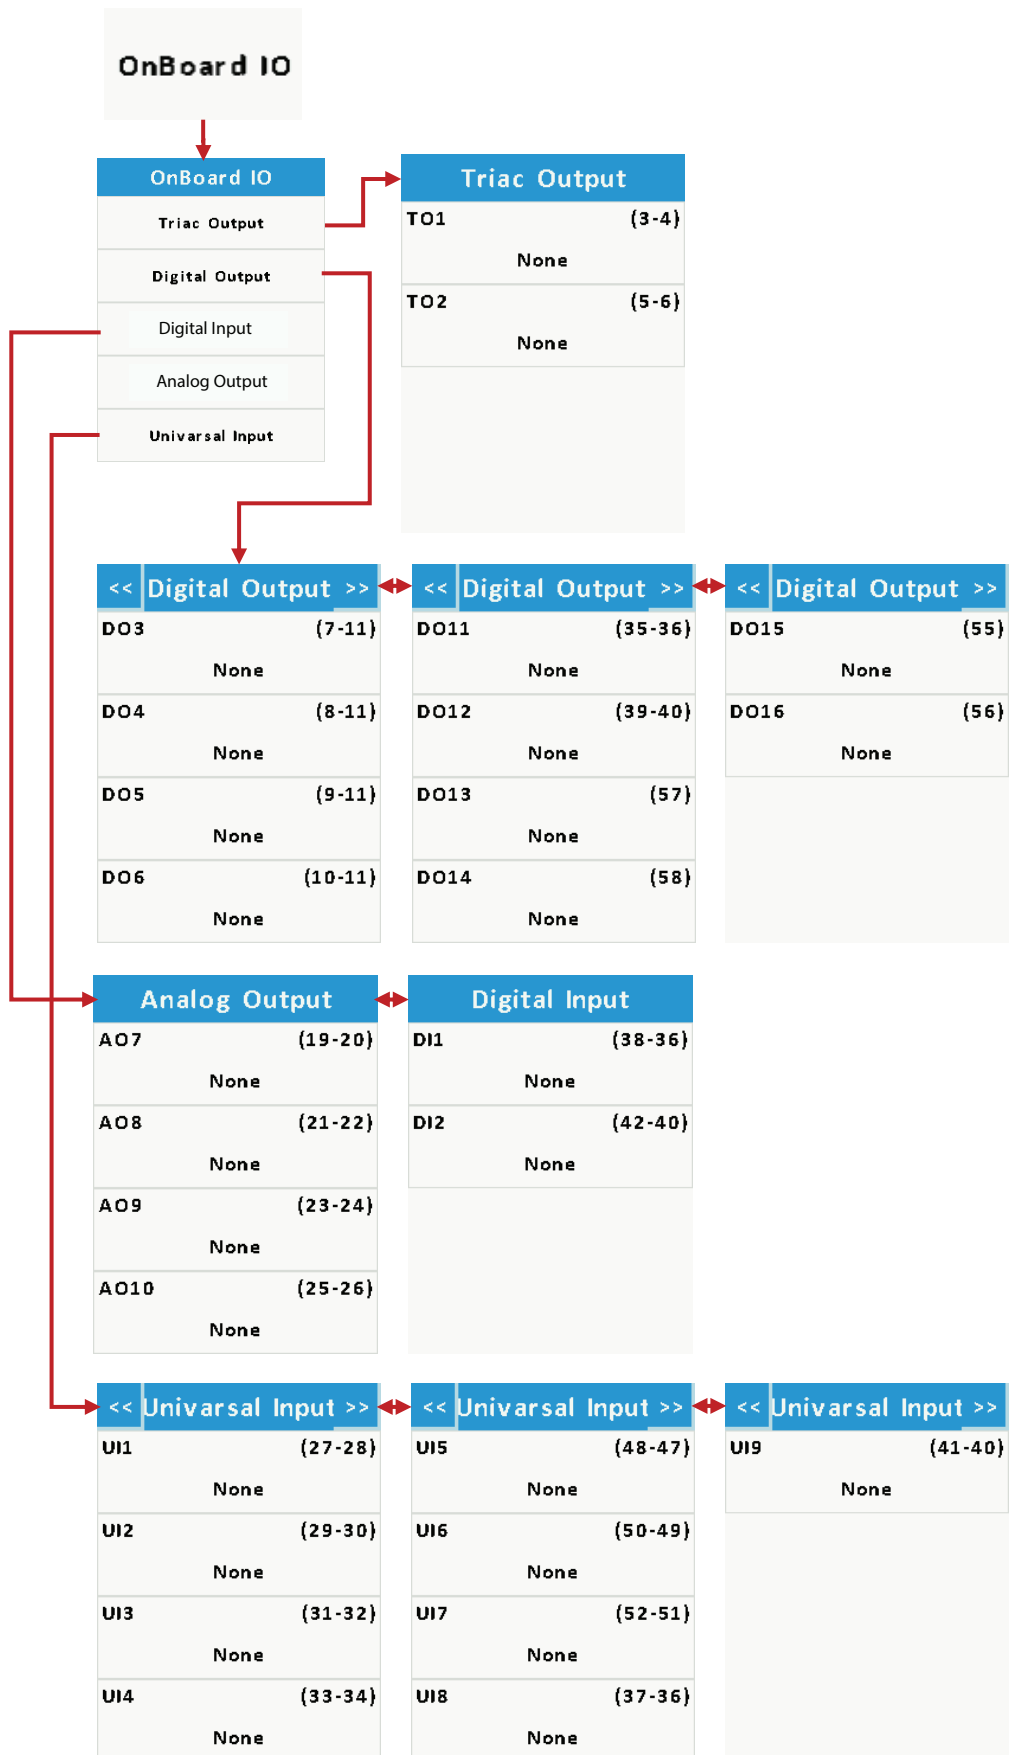 OnBoard IO
OnBoard IO
Triac Output
Digital Output
Digital Input
Analog Output
Univarsal Input
Triac Output
TO1 (3-4)
None
TO2 (5-6)
None
<< Digital Output >>
DO3 (7-11)
None
DO4 (8-11)
None
DO5 (9-11)
None
DO6 (10-11)
None
<< Digital Output >>
DO11 (35-36)
None
DO12 (39-40)
None
DO13 (57)
None
DO14 (58)
None
<< Digital Output >>
DO15 (55)
None
DO16 (56)
None
Analog Output
AO7 (19-20)
None
AO8 (21-22)
None
AO9 (23-24)
None
AO10 (25-26)
None
Digital Input
DI1 (38-36)
None
DI2 (42-40)
None
<< Univarsal Input >>
UI1 (27-28)
None
UI2 (29-30)
None
UI3 (31-32)
None
UI4 (33-34)
None
<< Univarsal Input >>
UI5 (48-47)
None
UI6 (50-49)
None
UI7 (52-51)
None
UI8 (37-36)
None
<< Univarsal Input >>
UI9 (41-40)
None